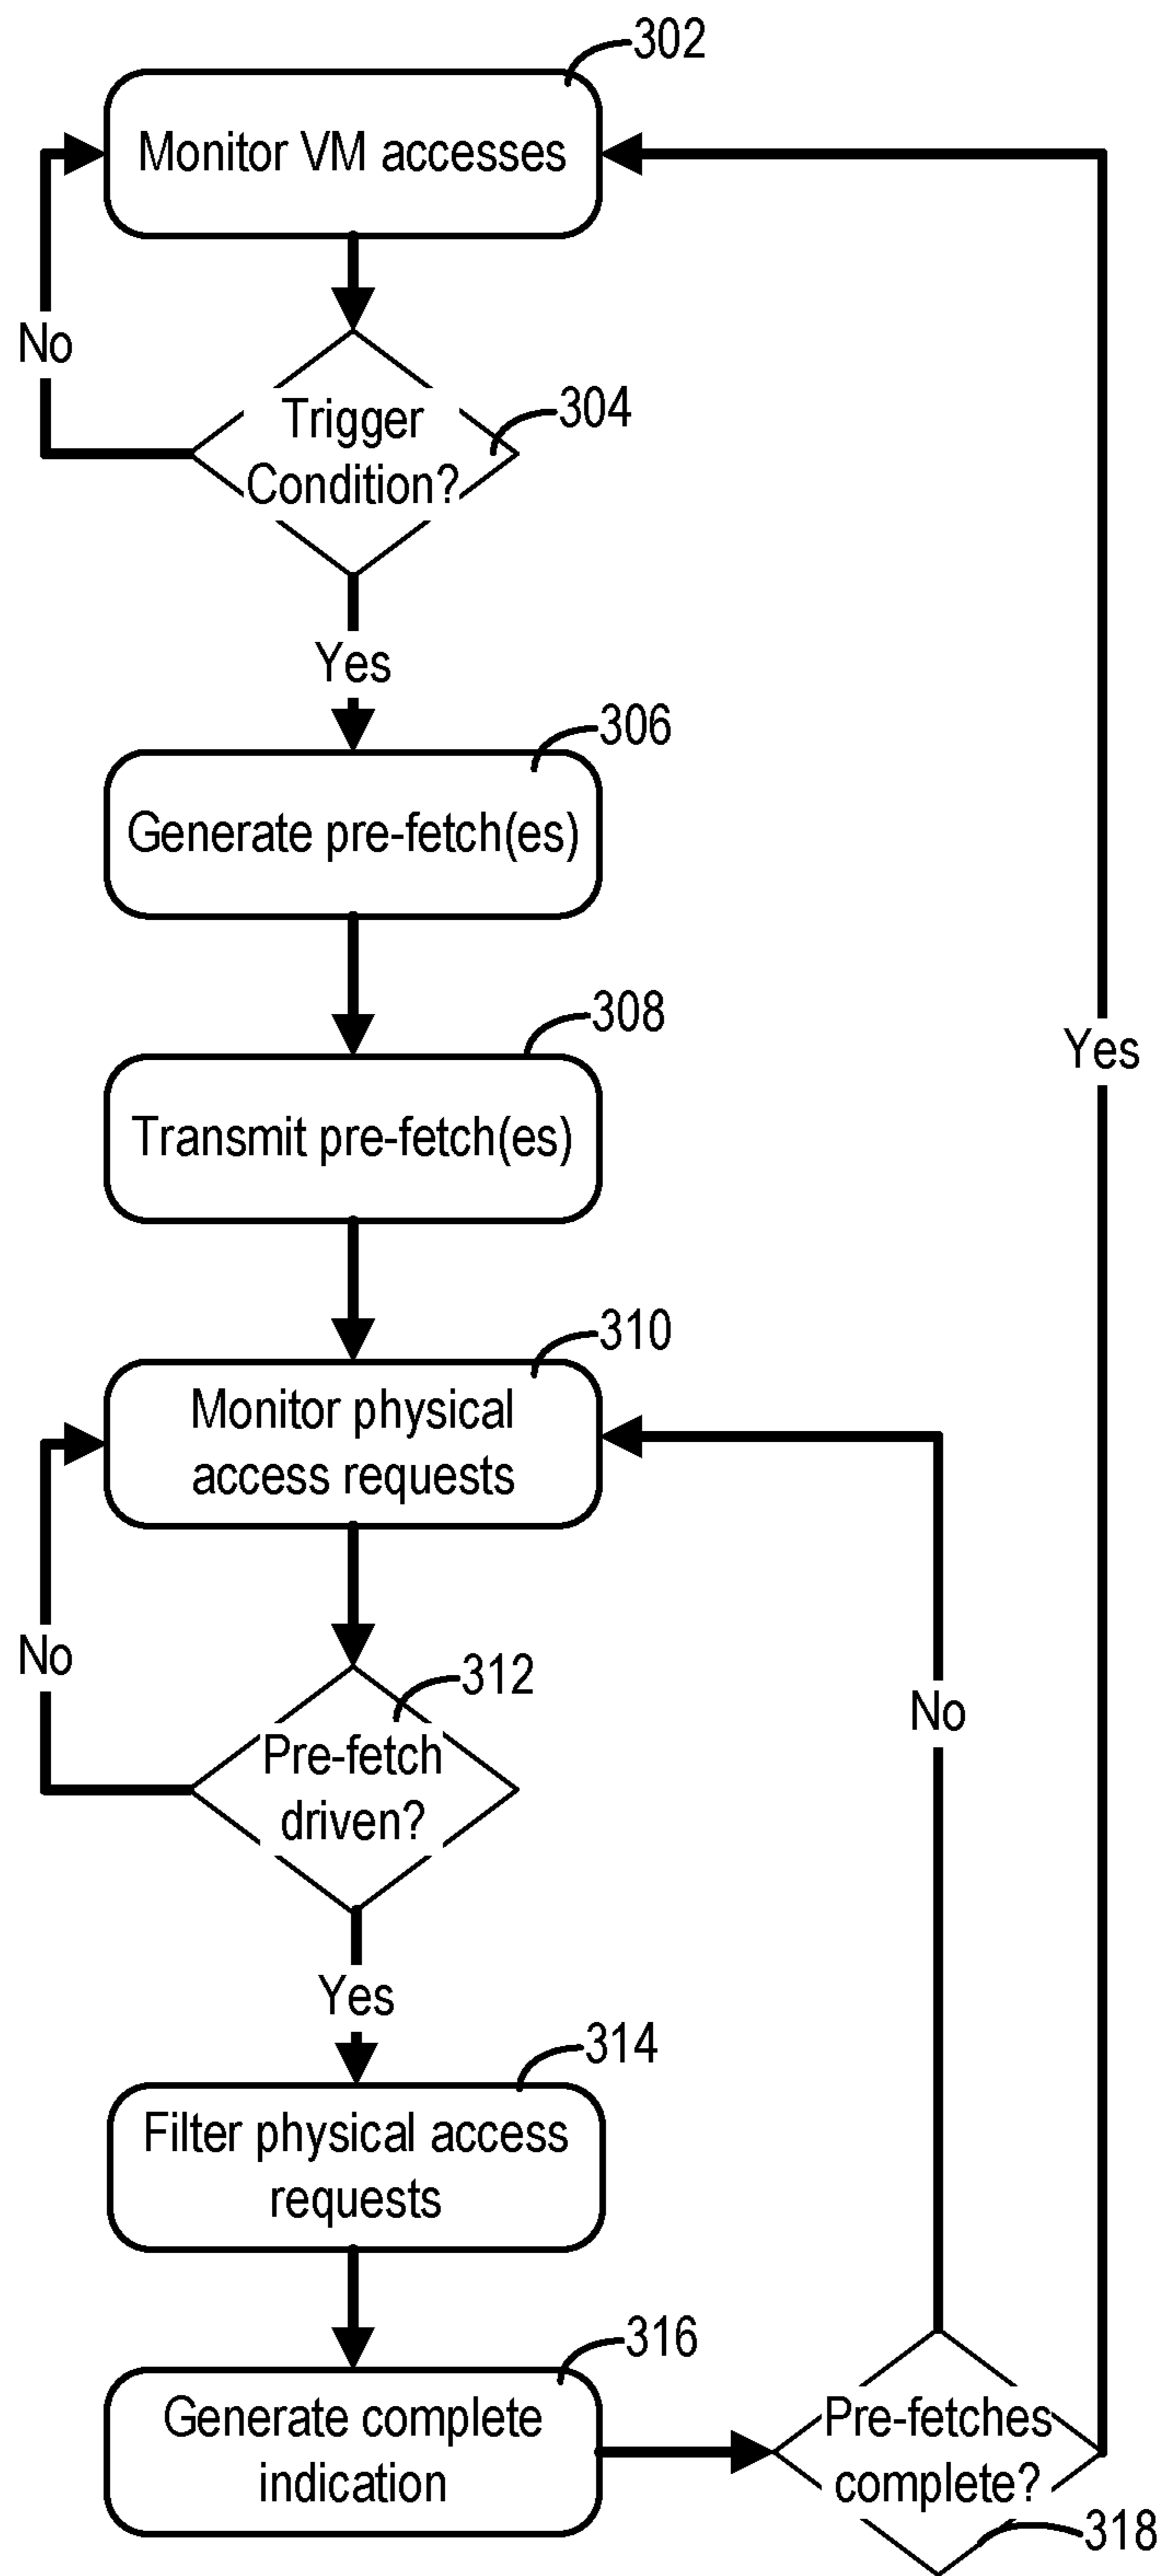 302
Monitor VM accesses
No
304
Trigger
Condition?
Yes
306
Generate pre-fetch(es)
308
Transmit pre-fetch(es)
Yes
310
Monitor physical
access requests
No
312
No
Pre-fetch
driven?
Yes
314
Filter physical access
requests
316
Generate complete
indication
Pre-fetches
complete?
318